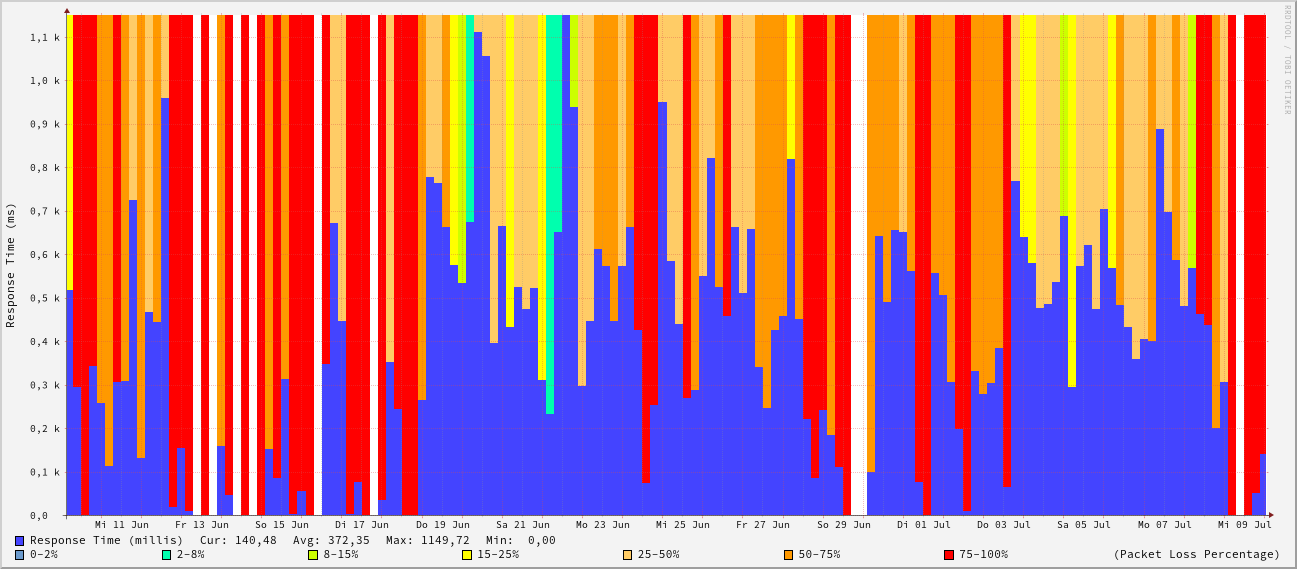 RRDTOOL / TOBI OETIKER
Response Time (ms)
1,1 k
1,0 k
0,9 k
0,8 k
0,7 k
0,6 k
0,5 k
0,4 k
0,3 k
0,2 k
0,1 k
0,0
Mi 11 Jun Fr 13 Jun So 15 Jun Di 17 Jun Do 19 Jun Sa 21 Jun Mo 23 Jun Mi 25 Jun Fr 27 Jun So 29 Jun Di 01 Jul Do 03 Jul Sa 05 Jul Mo 07 Jul Mi 09 Jul
Response Time (millis) Cur: 140,48 Avg: 372,35 Max: 1149,72 Min: 0,00
0-2% 2-8% 8-15% 15-25% 25-50% 50-75% 75-100% (Packet Loss Percentage)